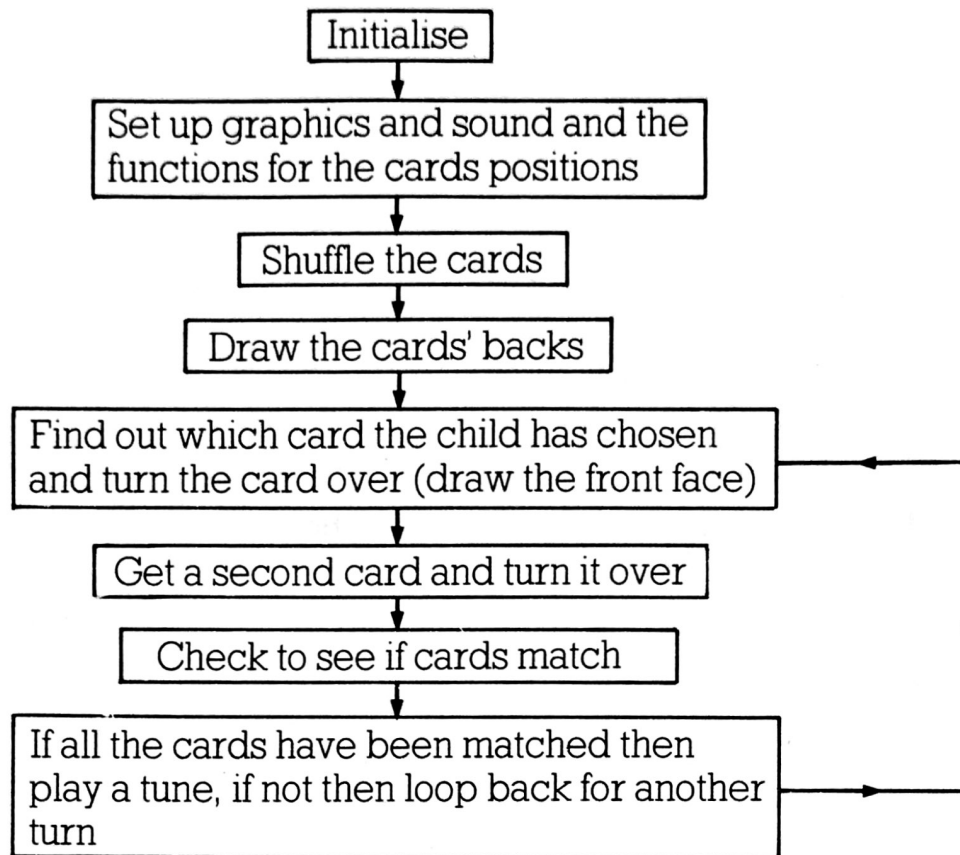 Initialise
Set up graphics and sound and the
functions for the cards positions
Shuffle the cards
Draw the cards' backs
Find out which card the child has chosen
and turn the card over (draw the front face)
Get a second card and turn it over
Check to see if cards match
If all the cards have been matched then
play a tune, if not then loop back for another
turn